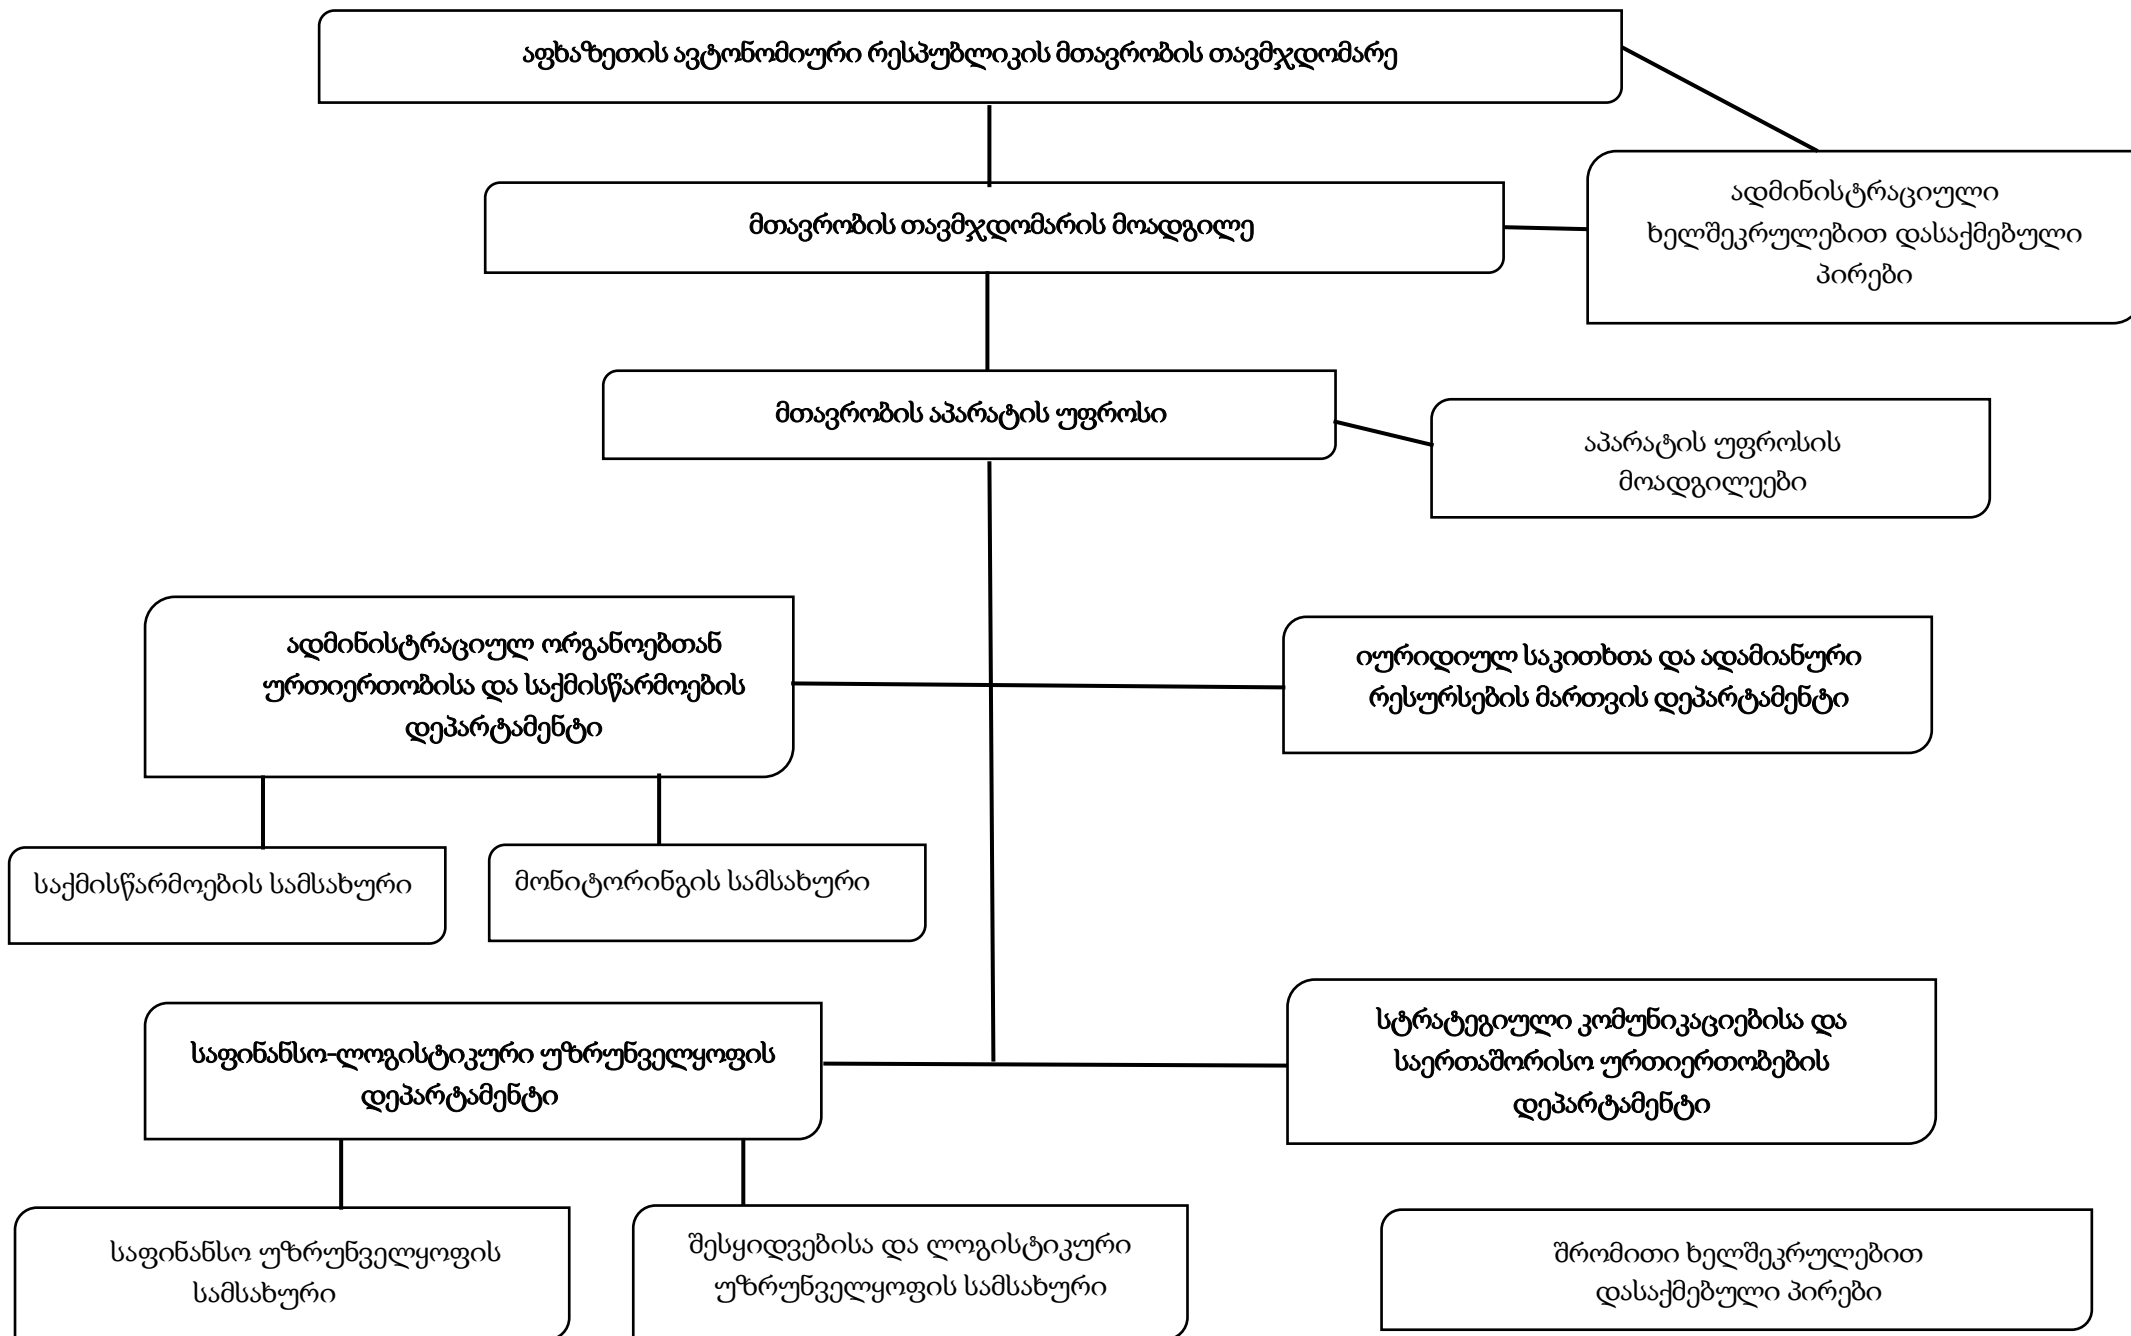 აფხაზეთის ავტონომიური რესპუბლიკის მთავრობის თავმჯდომარე
ადმინისტრაციული
ხელშეკრულებით დასაქმებული
პირები
მთავრობის თავმჯდომარის მოადგილე
მთავრობის აპარატის უფროსი
აპარატის უფროსის
მოადგილეები
ადმინისტრაციულ ორგანოებთან
ურთიერთობისა და საქმისწარმოების
დეპარტამენტი
იურიდიულ საკითხთა და ადამიანური
რესურსების მართვის დეპარტამენტი
საქმისწარმოების სამსახური
მონიტორინგის სამსახური
საფინანსო-ლოგისტიკური უზრუნველყოფის
დეპარტამენტი
სტრატეგიული კომუნიკაციებისა და
საერთაშორისო ურთიერთობების
დეპარტამენტი
საფინანსო უზრუნველყოფის
სამსახური
შესყიდვებისა და ლოგისტიკური
უზრუნველყოფის სამსახური
შრომითი ხელშეკრულებით
დასაქმებული პირები